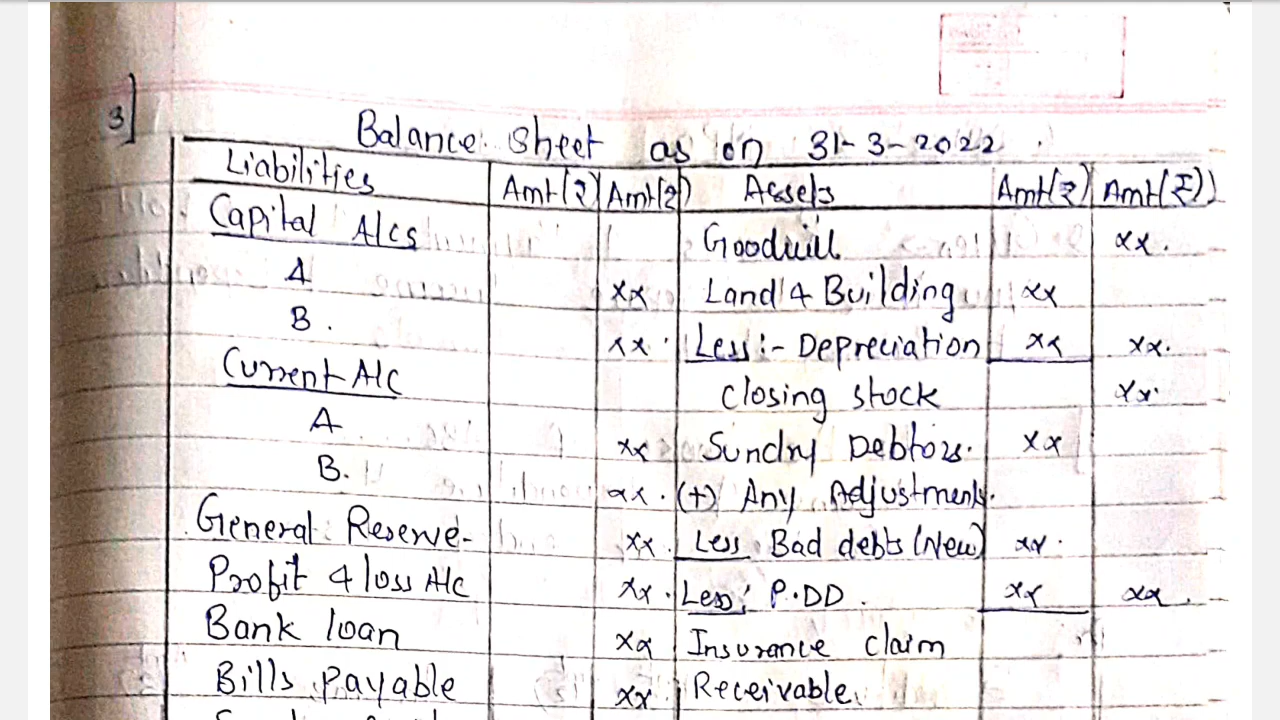 3]
Balance sheet as on 31-3-2022.
Liabilities Amt(₹) Amt(₹) Assets Amt(₹) Amt(₹)
Capital A/cs Goodwill xx.
A xx Land & Building xx
B. xx. Less:- Depreciation xx xx.
Current A/c closing stock xx.
A xx Sundry Debtors. xx
B. xx. (+) Any Adjustments.
General Reserve- xx. Less Bad debts (New) xx.
Profit & loss A/c xx. Less: P.DD. xx xx.
Bank loan xx Insurance claim
Bills Payable xx Receivable.